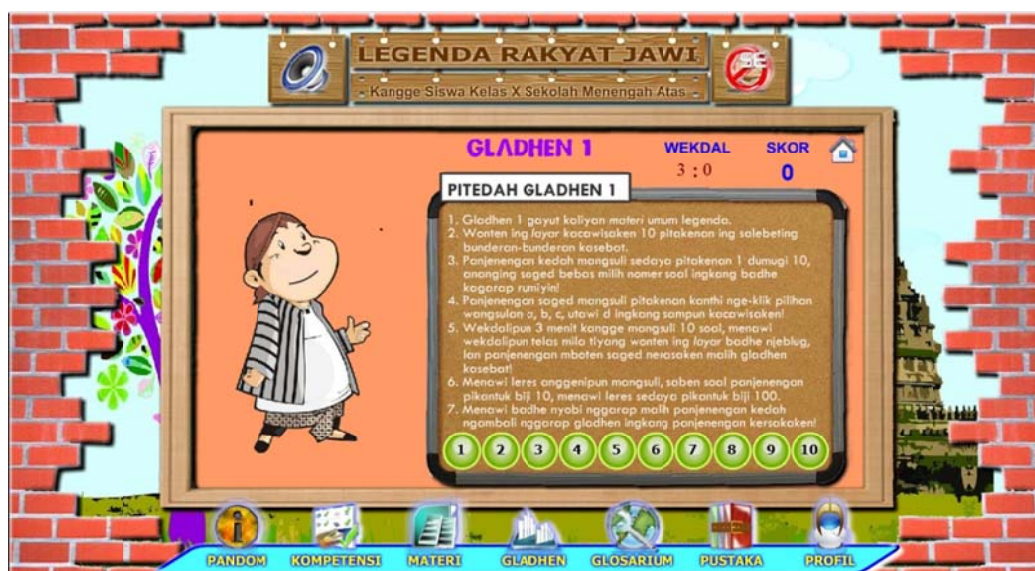 LEGENDA RAKYAT JAWI
Kangge Siswa Kelas X Sekolah Menengah Atas
SE
GLADHEN 1
WEKDAL
SKOR
3 : 0
0
PITEDAH GLADHEN 1
1. Gladhen 1 gayut kaliyan materi umum legenda.
2. Wonten ing layar kacawisaken 10 pitakenan ing salebeting
bunderan-bunderan kasebat.
3. Panjenengan kedah mangsuli sedaya pitakenan 1 dumugi 10,
ananging saged bebas milih nomer soal ingkang badhe
kagarap rumiyin!
4. Panjenengan saged mangsuli pitakenan kanthi nge-klik pilihan
wangsulan a, b, c, utawi d ingkang sampun kacawisaken!
5. Wekdalipun 3 menit kangge mangsuli 10 soal, menawi
wekdalipun telas mila tiyang wonten ing layar badhe njeblug,
lan panjenengan mboten saged nerasaken malih gladhen
kasebat!
6. Menawi leres anggenipun mangsuli, saben soal panjenengan
pikantuk biji 10, menawi leres sedaya pikantuk biji 100.
7. Menawi badhe nyobi nggarap malih panjenengan kedah
ngambali nggarap gladhen ingkang panjenengan kersakaken!
1 2 3 4 5 6 7 8 9 10
PANDOM KOMPETENSI MATERI GLADHEN GLOSARIUM PUSTAKA PROFIL